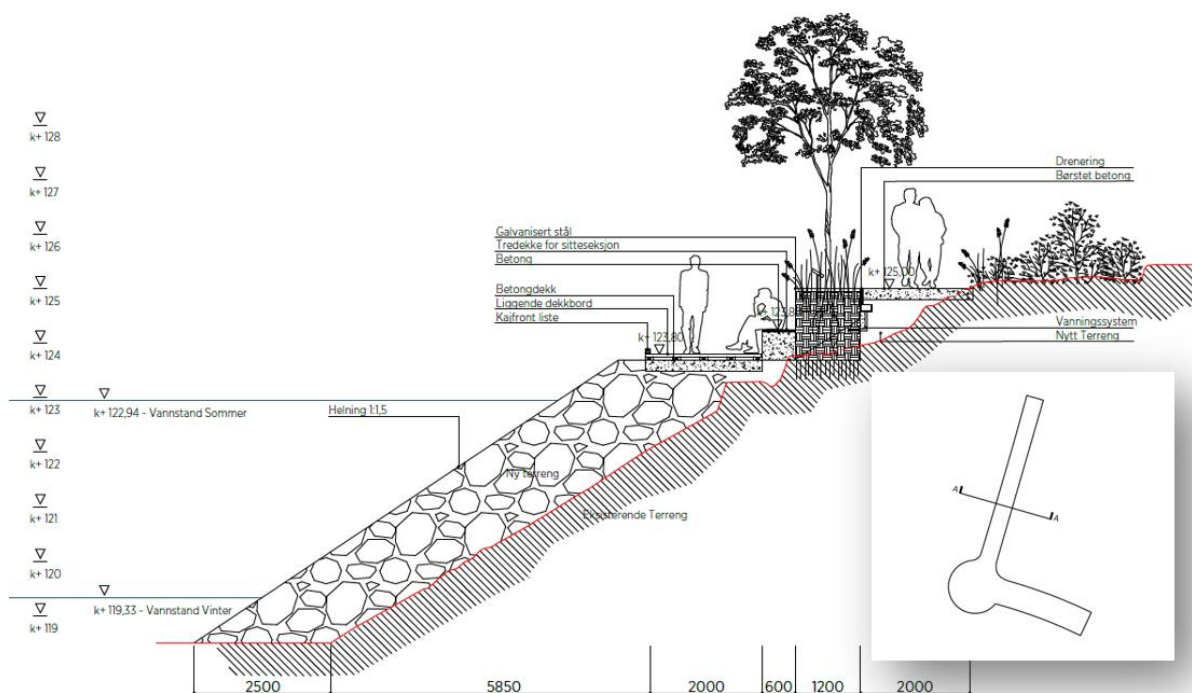 k+ 128
k+ 127
k+ 126
k+ 125
k+ 124
k+ 123
k+ 122,94 - Vannstand Sommer
k+ 122
k+ 121
k+ 120
k+ 119,33 - Vannstand Vinter
k+ 119
Galvanisert stål
Tredekke for sitteseksjon
Betong
Betongdekk
Liggende dekkbord
Kajfront liste
k+ 123,80
Helning 1:1,5
Ny terreng
Eksisterende Terreng
Drenering
Børstet betong
k+ 125,00
Vanningssystem
Nytt Terreng
A
A
2500
5850
2000
600
1200
2000